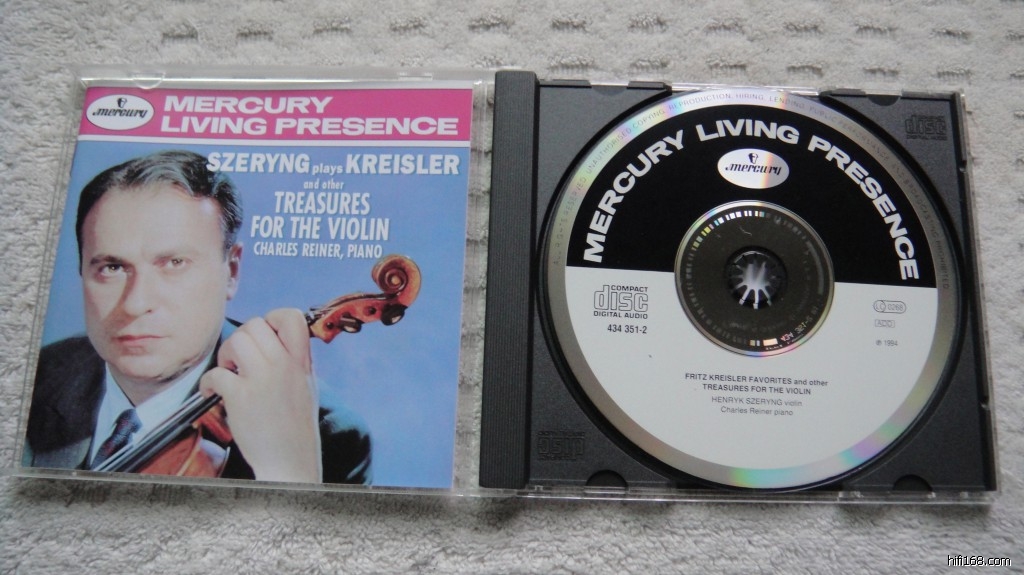 mercury
MERCURY
LIVING PRESENCE
SZERYNG plays KREISLER
and other
TREASURES
FOR THE VIOLIN
CHARLES REINER, PIANO
MERCURY LIVING PRESENCE
mercury
COMPACT
disc
DIGITAL AUDIO
434 351-2
LC 0268
ADD
℗ 1994
FRITZ KREISLER FAVORITES and other
TREASURES FOR THE VIOLIN
HENRYK SZERYNG violin
Charles Reiner piano
hifi168.com